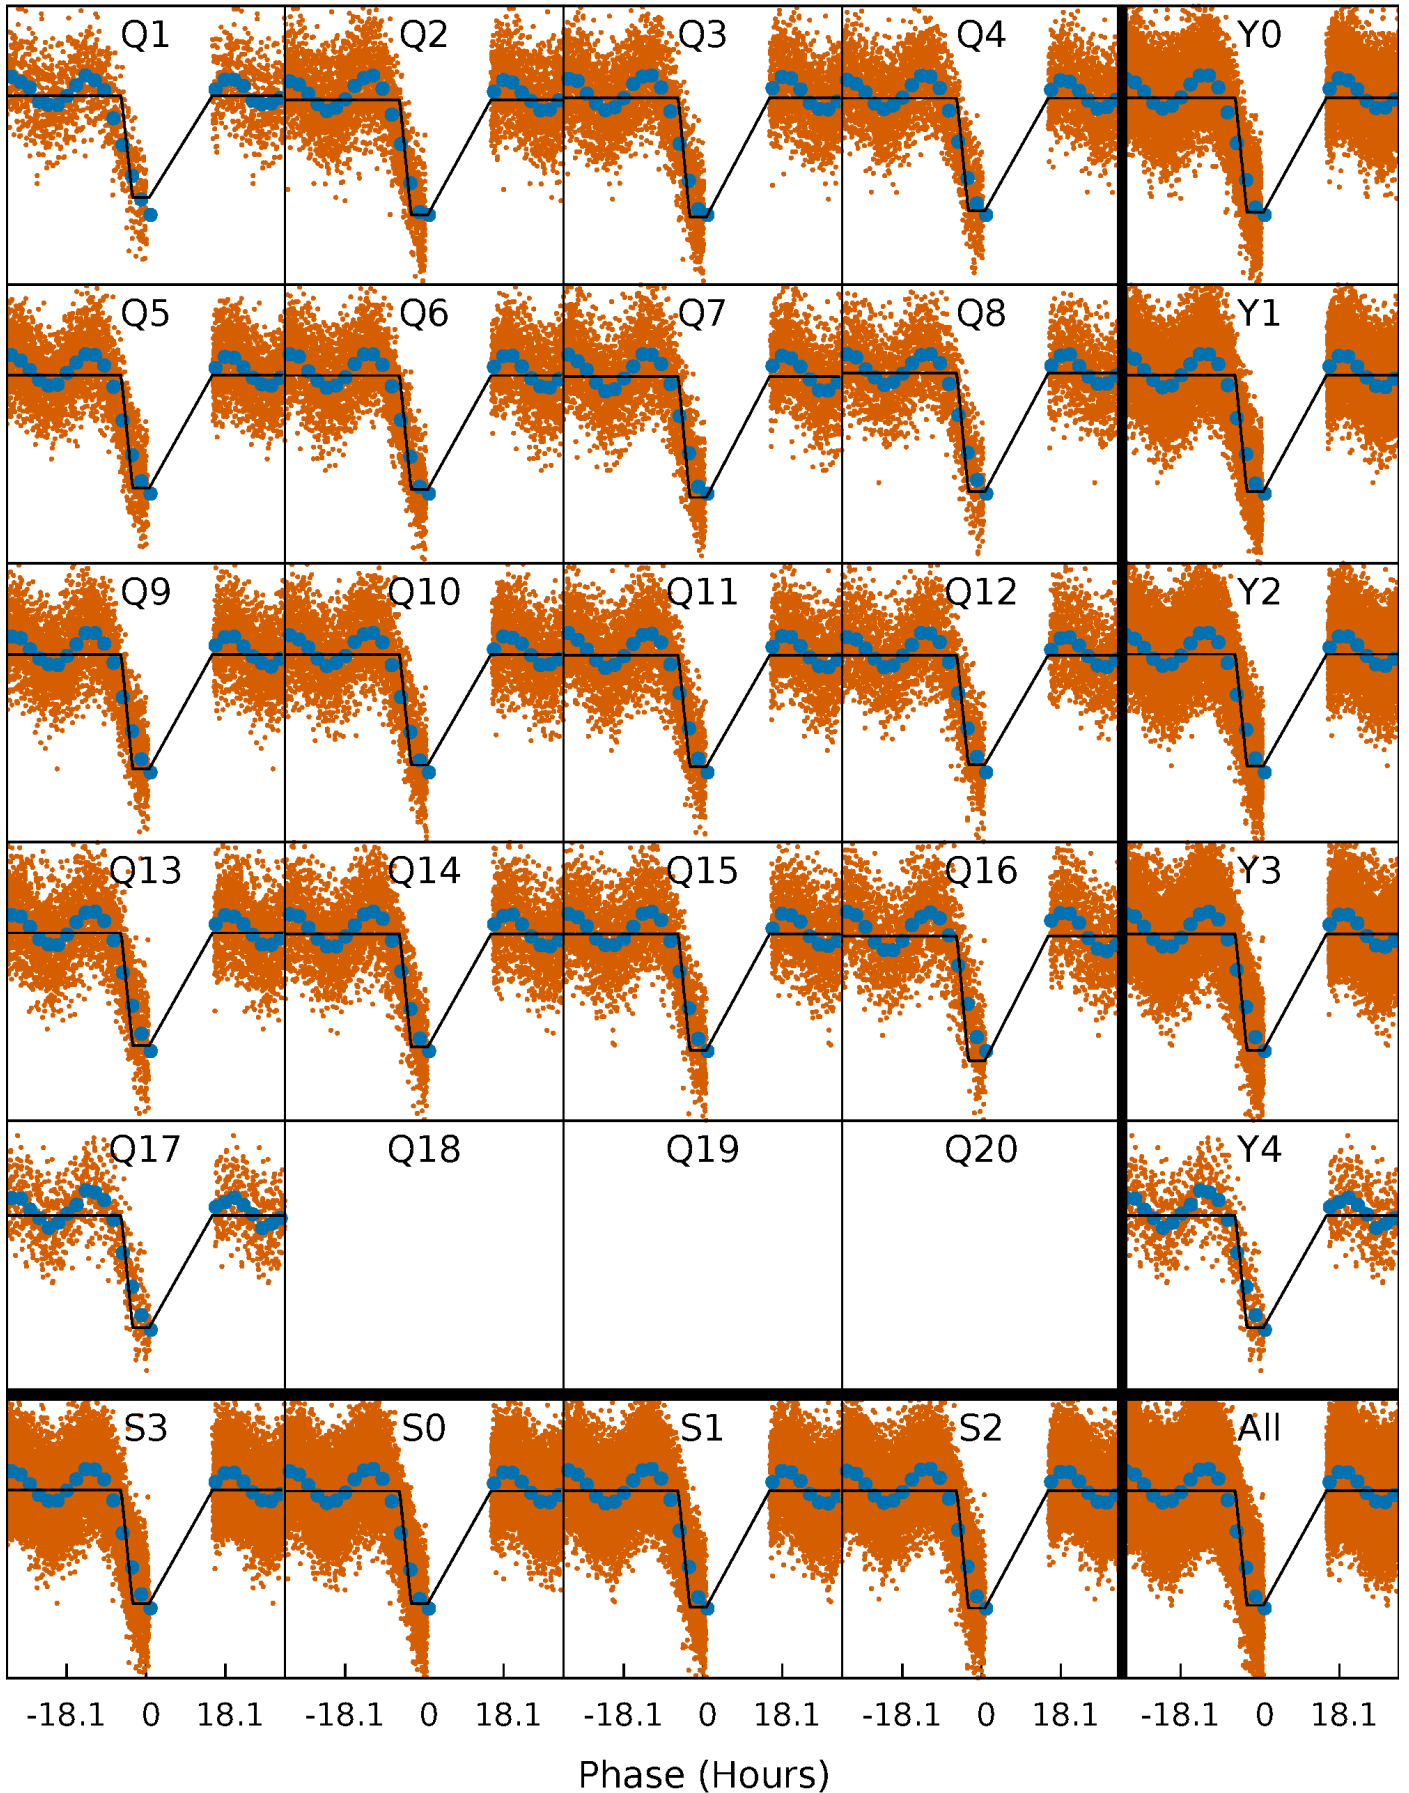 Q1 Q2 Q3 Q4 Y0
Q5 Q6 Q7 Q8 Y1
Q9 Q10 Q11 Q12 Y2
Q13 Q14 Q15 Q16 Y3
Q17 Q18 Q19 Q20 Y4
S3 S0 S1 S2 All
-18.1 0 18.1 -18.1 0 18.1 -18.1 0 18.1 -18.1 0 18.1 -18.1 0 18.1
Phase (Hours)